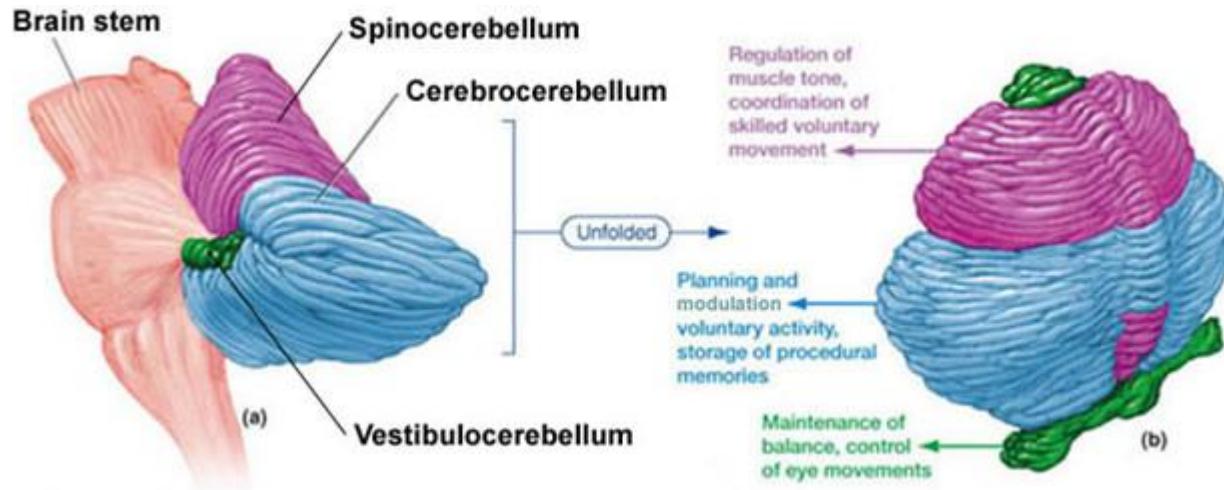 Brain stem
Spinocerebellum
Cerebrocerebellum
Vestibulocerebellum
(a)
Unfolded
Regulation of
muscle tone,
coordination of
skilled voluntary
movement
Planning and
modulation
voluntary activity,
storage of procedural
memories
Maintenance of
balance, control
of eye movements
(b)